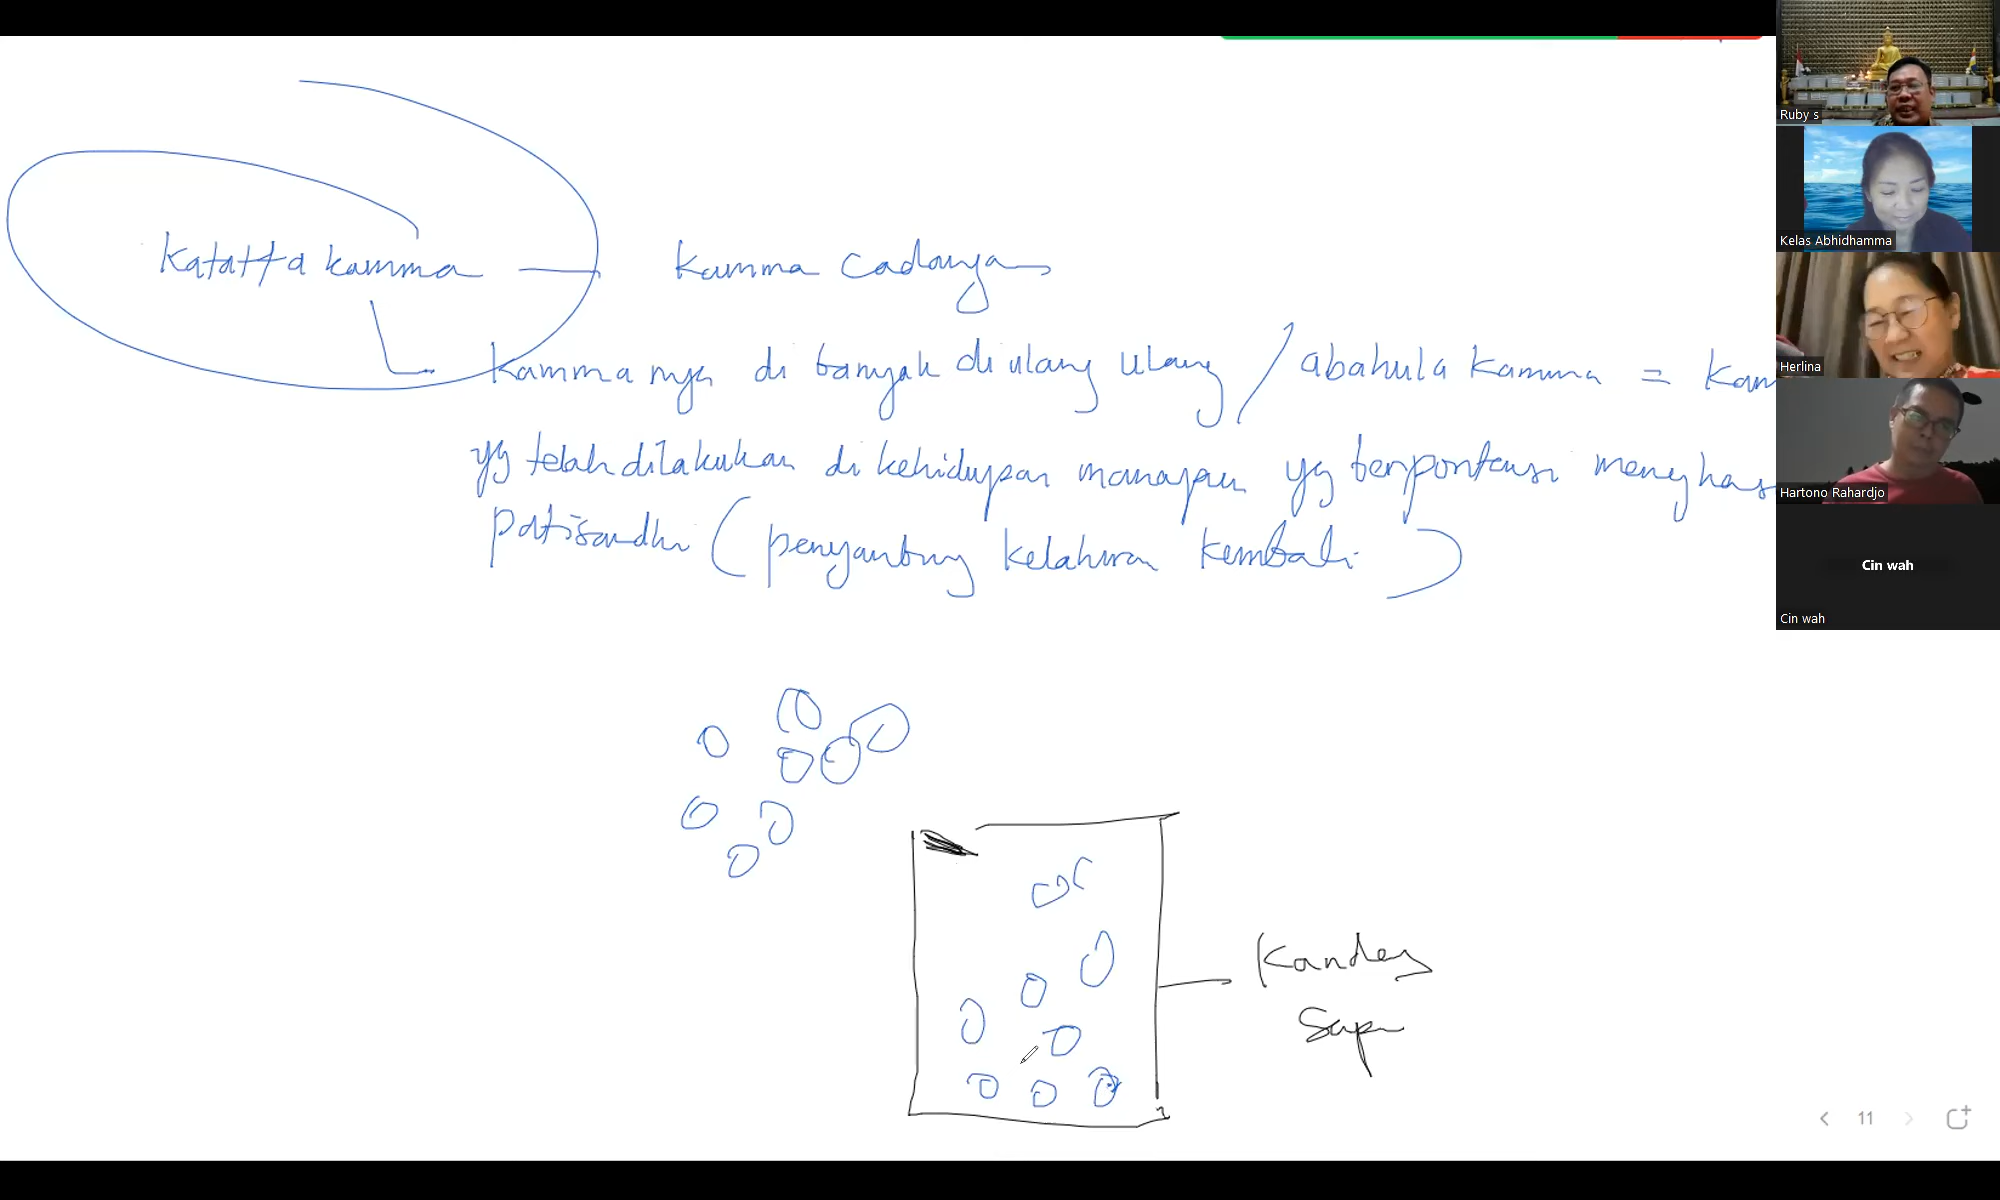 Katatta kamma — Kamma Cadangan
Kamma nya di banyak di ulang ulang / abahula kamma = Kam
yg telah dilakukan di kehidupan manapun yg berpontensi menghas
patisandhi ( penyambung kelahiran kembali )
Kandang
Sapi
Ruby s
Kelas Abhidhamma
Herlina
Hartono Rahardjo
Cin wah
Cin wah
11